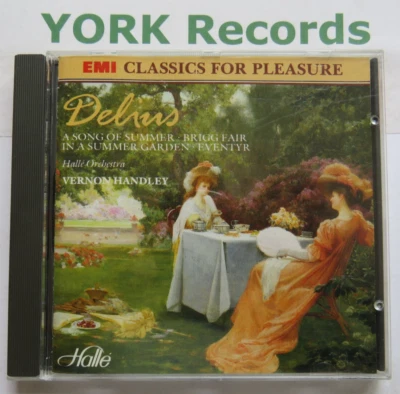 YORK Records
EMI CLASSICS FOR PLEASURE
Delius
A SONG OF SUMMER · BRIGG FAIR
IN A SUMMER GARDEN · EVENTYR
Hallé Orchestra
VERNON HANDLEY
Hallé